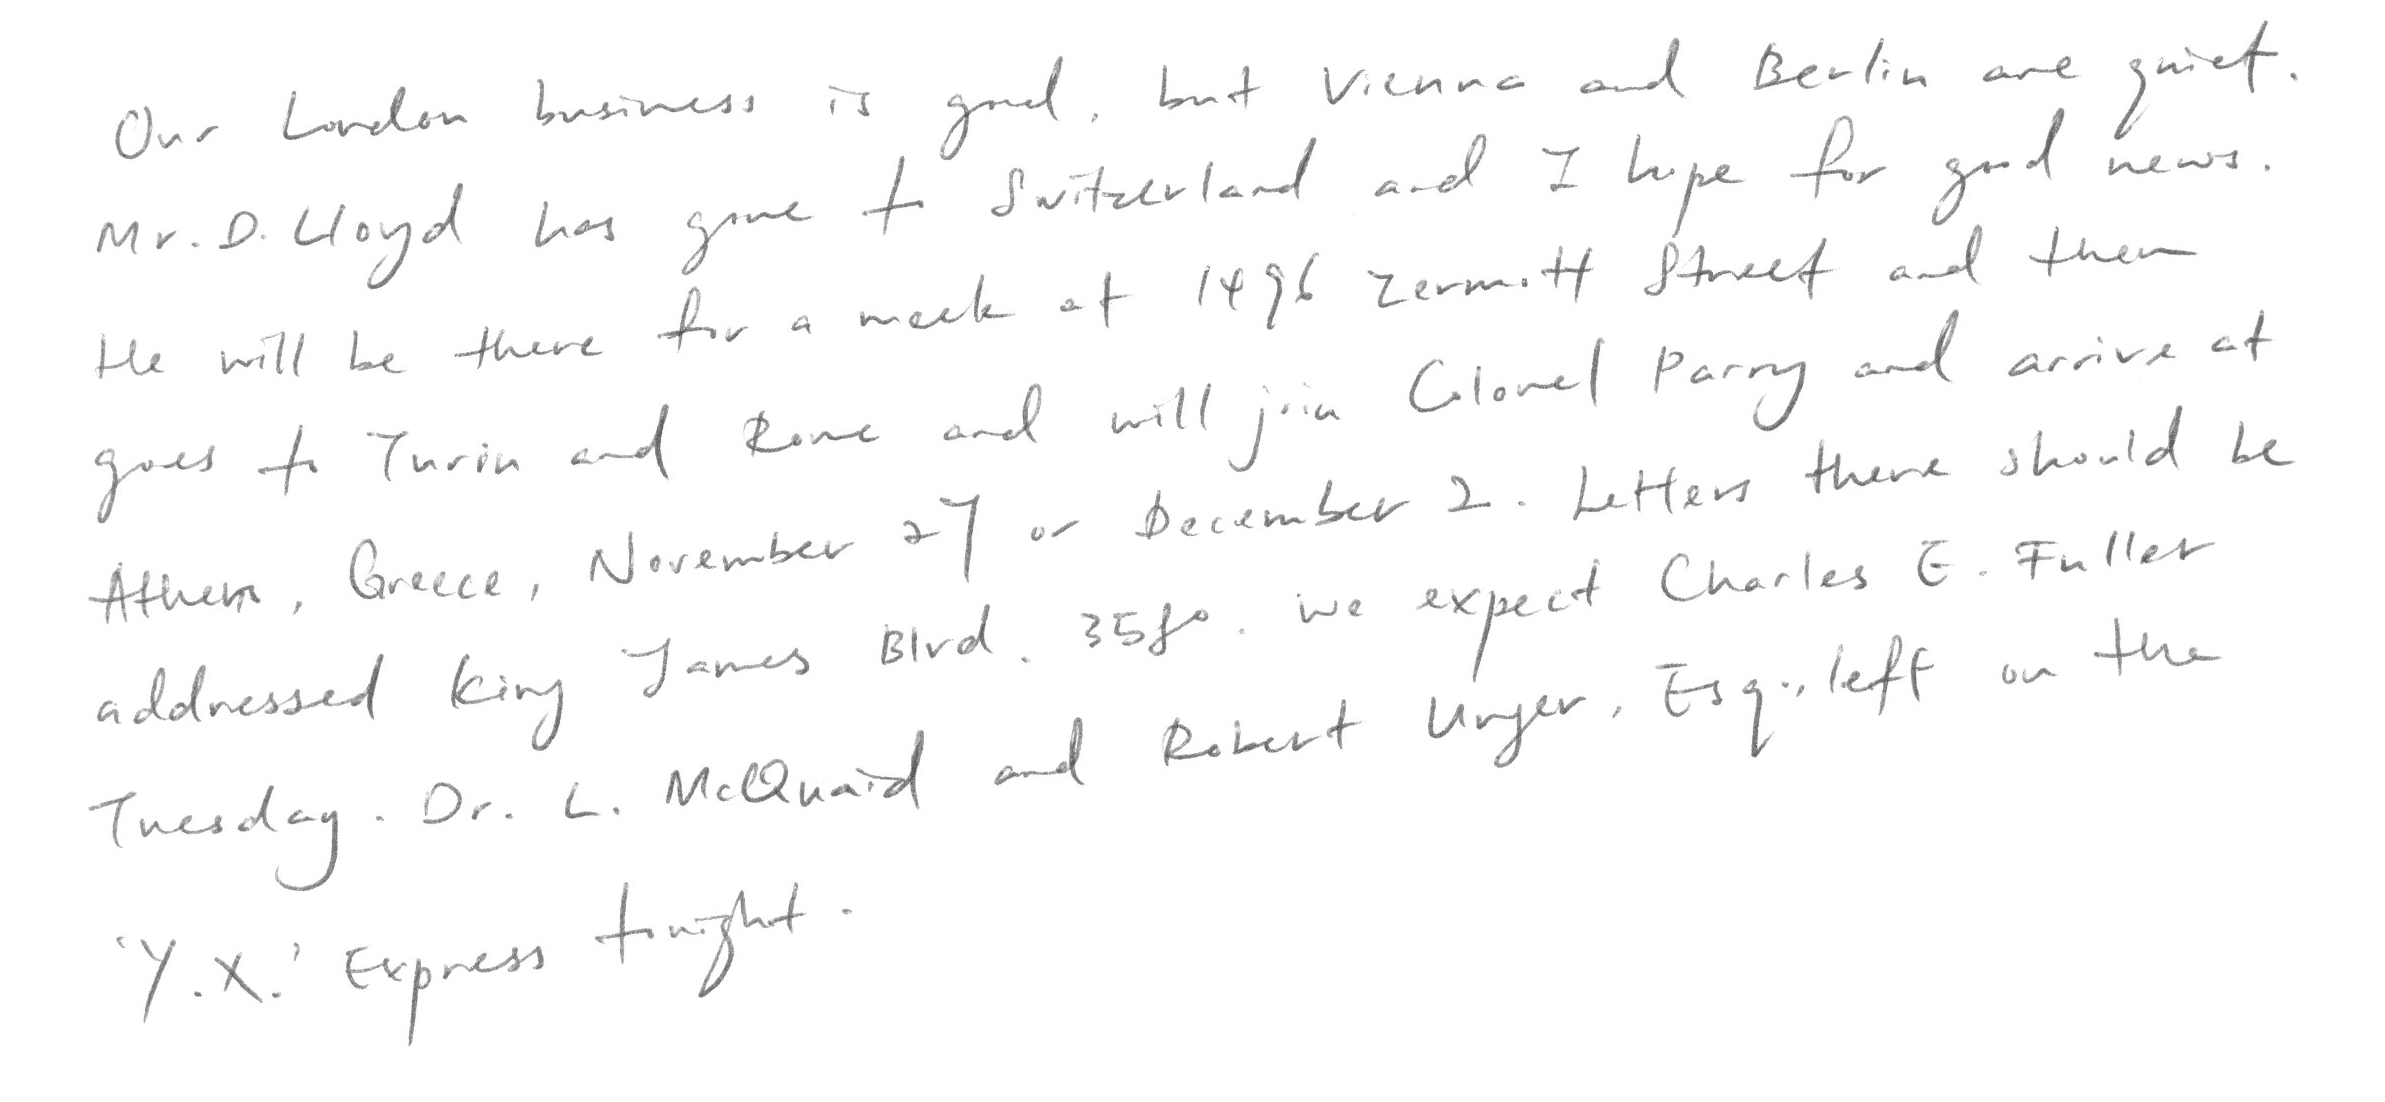 Our London business is good, but Vienna and Berlin are quiet.
Mr. D. Lloyd has gone to Switzerland and I hope for good news.
He will be there for a week at 1496 Zermott Street and then
goes to Turin and Rome and will join Colonel Parry and arrive at
Athens, Greece, November 27 or December 2. Letters there should be
addressed King James Blvd. 3580. We expect Charles E. Fuller
Tuesday. Dr. L. McQuaid and Robert Unger, Esq., left on the
'Y.X.' Express tonight.